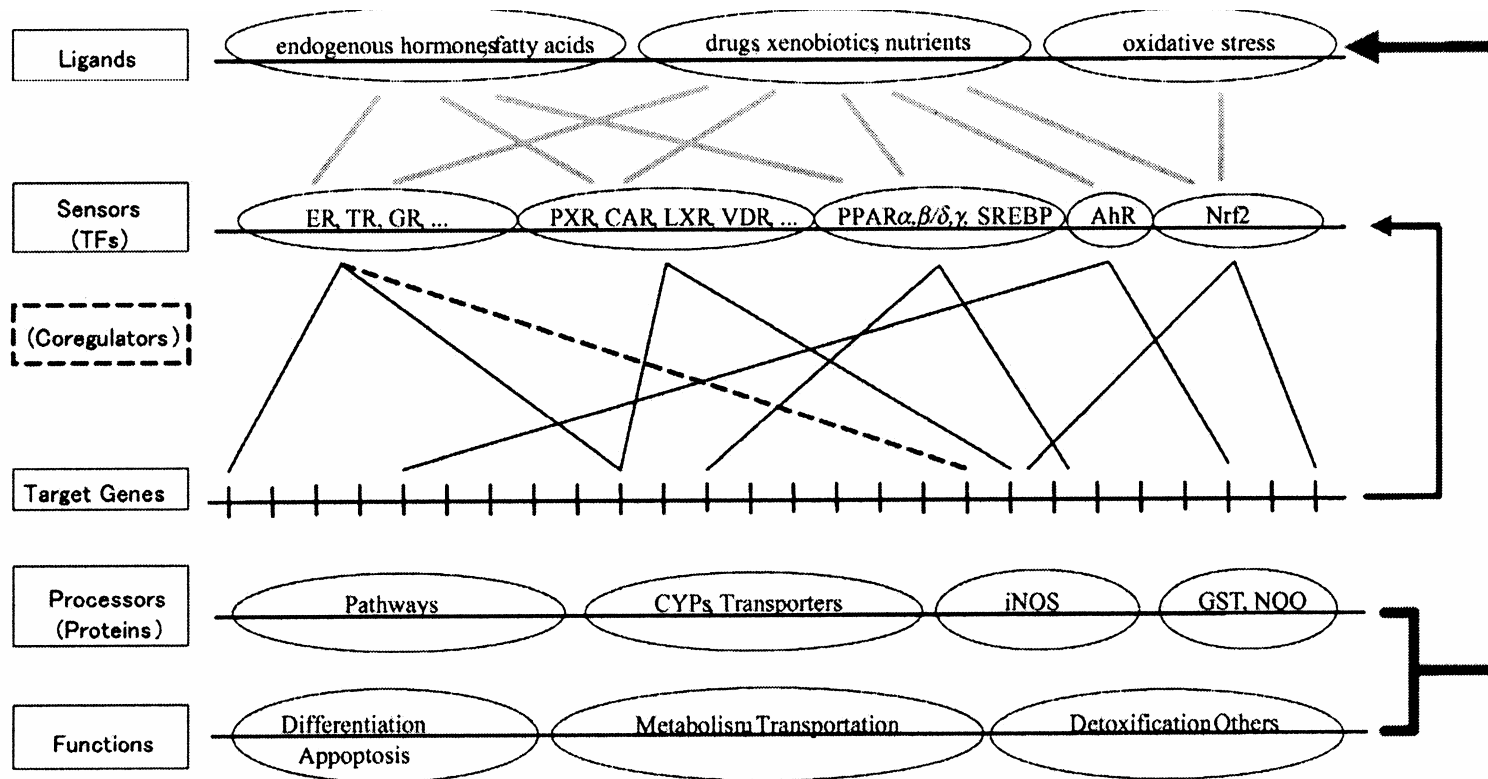 Ligands
endogenous hormones,fatty acids
drugs, xenobiotics, nutrients
oxidative stress
Sensors
(TFs)
ER, TR, GR, ...
PXR, CAR, LXR, VDR, ...
PPARα,β/δ,γ, SREBP
AhR
Nrf2
(Coregulators)
Target Genes
Processors
(Proteins)
Pathways
CYPs, Transporters
iNOS
GST, NQO
Functions
Differentiation
Appoptosis
Metabolism Transportation
Detoxification Others